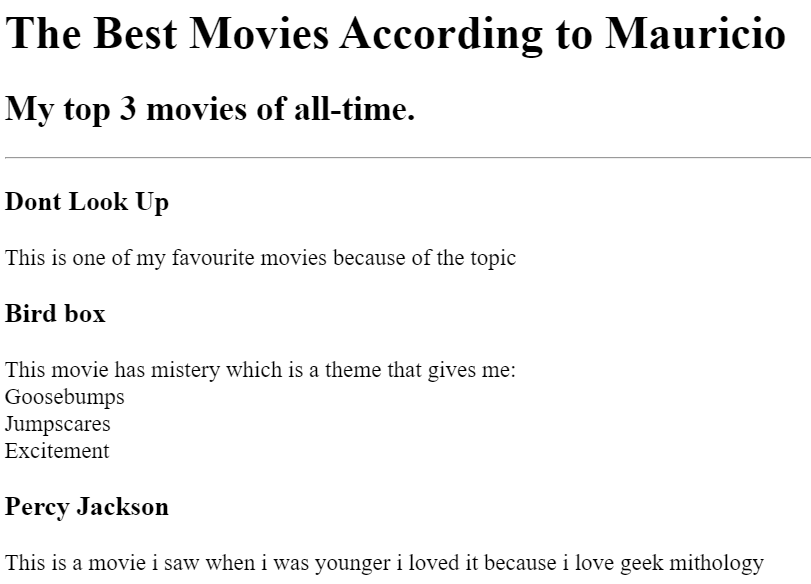 The Best Movies According to Mauricio
My top 3 movies of all-time.
Dont Look Up
This is one of my favourite movies because of the topic
Bird box
This movie has mistery which is a theme that gives me:
Goosebumps
Jumpscares
Excitement
Percy Jackson
This is a movie i saw when i was younger i loved it because i love geek mithology